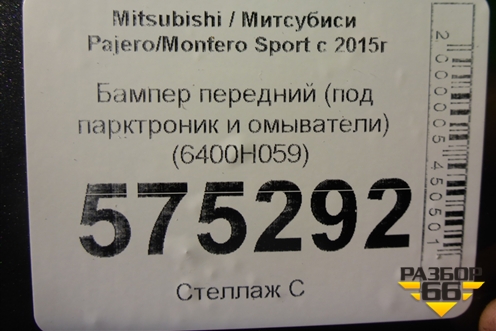 Mitsubishi / Митсубиси
Pajero/Monfero Sport с 2015г
Бампер передний (под
парктроник и омыватели)
(6400H059)
575292
Стеллаж С
2000005450501
РАЗБОР
66